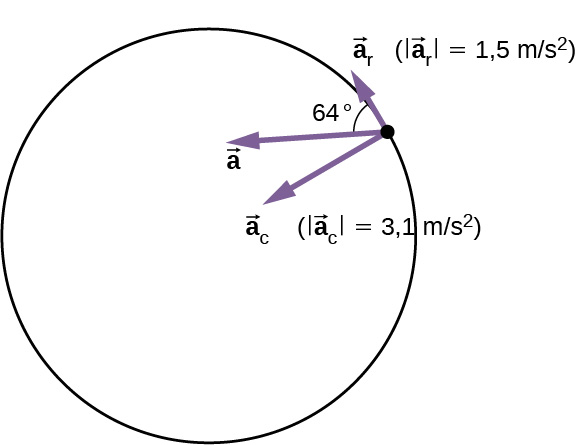 a⃗r (|a⃗r| = 1,5 m/s²)
64°
a⃗
a⃗c (|a⃗c| = 3,1 m/s²)